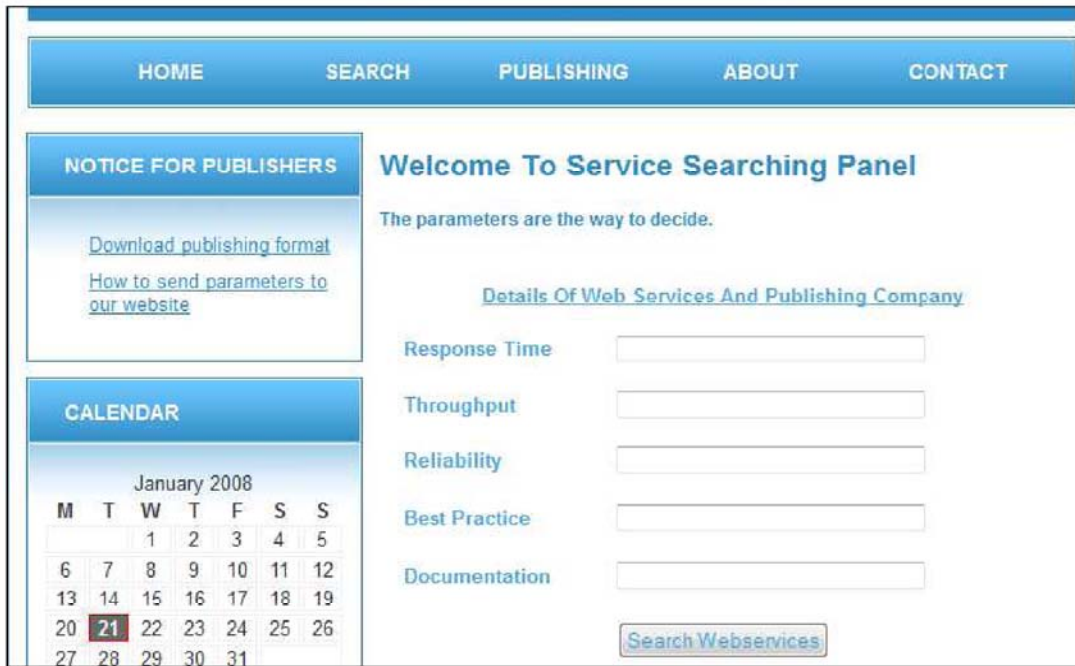 HOME SEARCH PUBLISHING ABOUT CONTACT
NOTICE FOR PUBLISHERS
Download publishing format
How to send parameters to
our website
CALENDAR
January 2008
M T W T F S S
1 2 3 4 5
6 7 8 9 10 11 12
13 14 15 16 17 18 19
20 21 22 23 24 25 26
27 28 29 30 31
Welcome To Service Searching Panel
The parameters are the way to decide.
Details Of Web Services And Publishing Company
Response Time
Throughput
Reliability
Best Practice
Documentation
Search Webservices